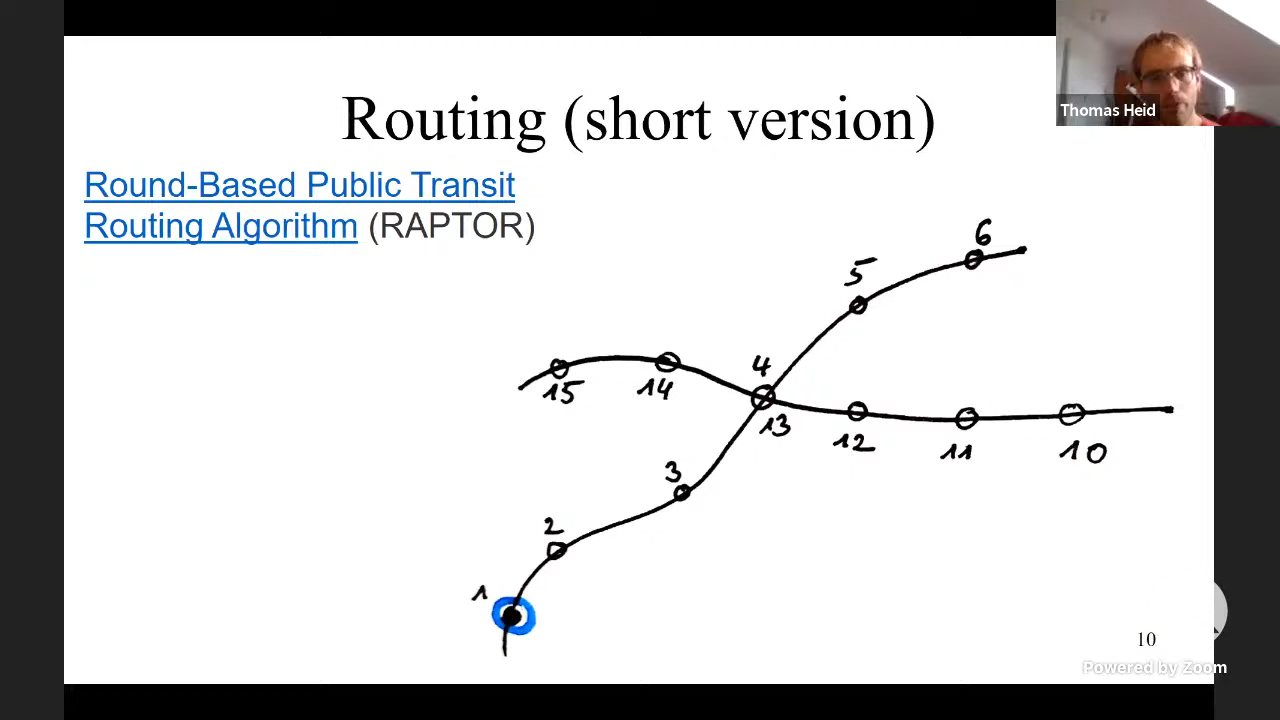 Thomas Heid
Routing (short version)
Round-Based Public Transit
Routing Algorithm (RAPTOR)
6
5
4
15
14
13
12
11
10
3
2
1
10
Powered by Zoom